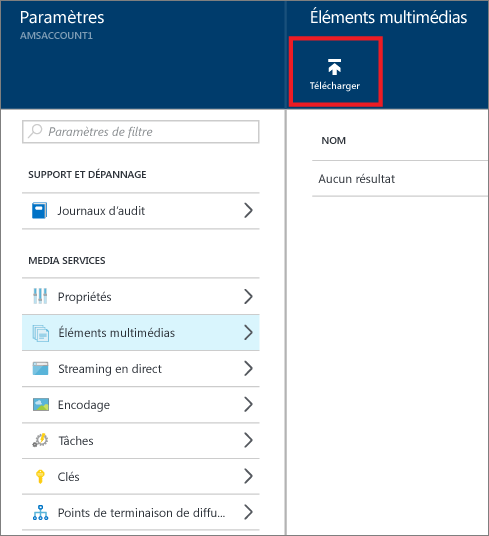 Paramètres
AMSACCOUNT1
Paramètres de filtre
SUPPORT ET DÉPANNAGE
Journaux d'audit
MEDIA SERVICES
Propriétés
Éléments multimédias
Streaming en direct
Encodage
Tâches
Clés
Points de terminaison de diffu...
Éléments multimédias
Télécharger
NOM
Aucun résultat